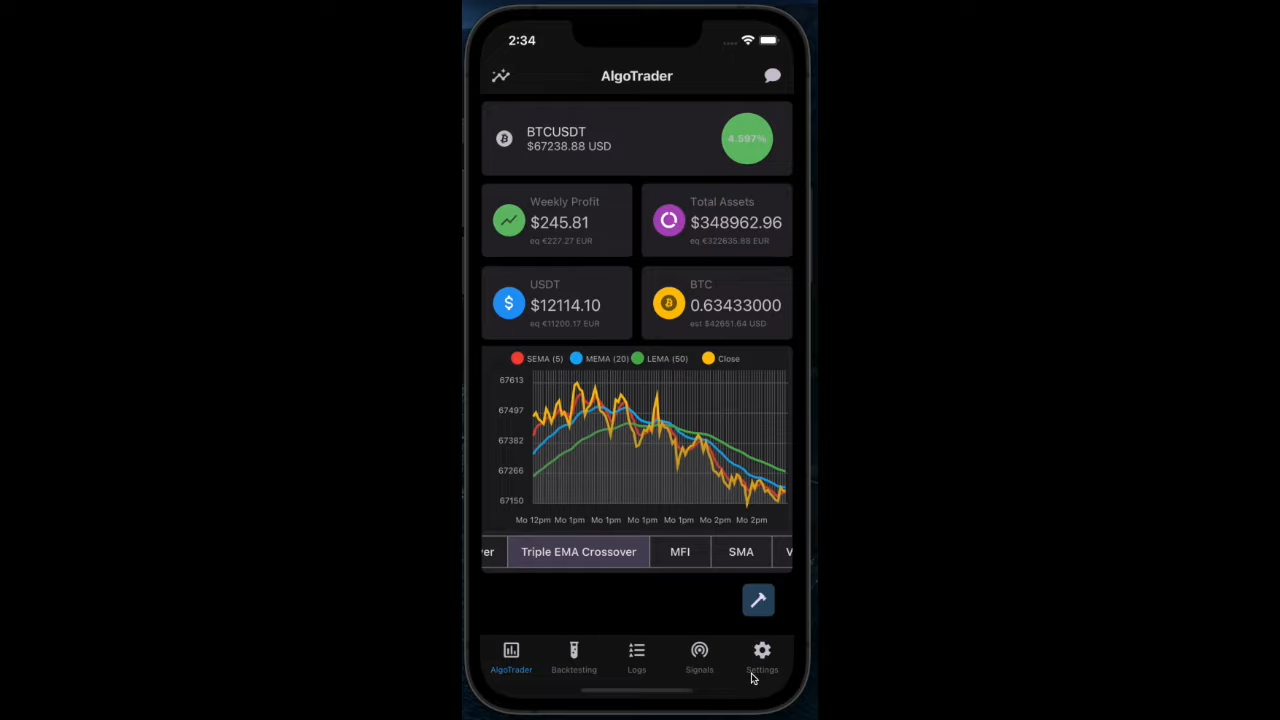 2:34
AlgoTrader
BTCUSDT
$67238.88 USD
4.597%
Weekly Profit
$245.81
eq €227.27 EUR
Total Assets
$348962.96
eq €322635.88 EUR
USDT
$12114.10
eq €11200.17 EUR
BTC
0.63433000
est $42651.64 USD
SEMA (5) MEMA (20) LEMA (50) Close
67613
67497
67382
67266
67150
Mo 12pm Mo 1pm Mo 1pm Mo 1pm Mo 1pm Mo 2pm Mo 2pm
ver Triple EMA Crossover MFI SMA V
AlgoTrader Backtesting Logs Signals Settings